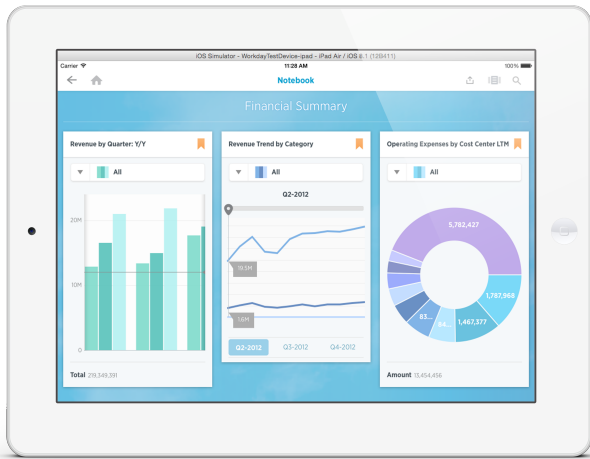 iOS Simulator - WorkdayTestDevice-ipad - iPad Air / iOS 8.1 (12B411)
Carrier 11:28 AM 100%
Notebook
Financial Summary
Revenue by Quarter: Y/Y
All
20M
10M
0
Total 219,349,391
Revenue Trend by Category
All
Q2-2012
19.5M
1.6M
Q2-2012 Q3-2012 Q4-2012
Operating Expenses by Cost Center LTM
All
5,782,427
1,787,968
1,467,377
84...
83...
Amount 13,454,456